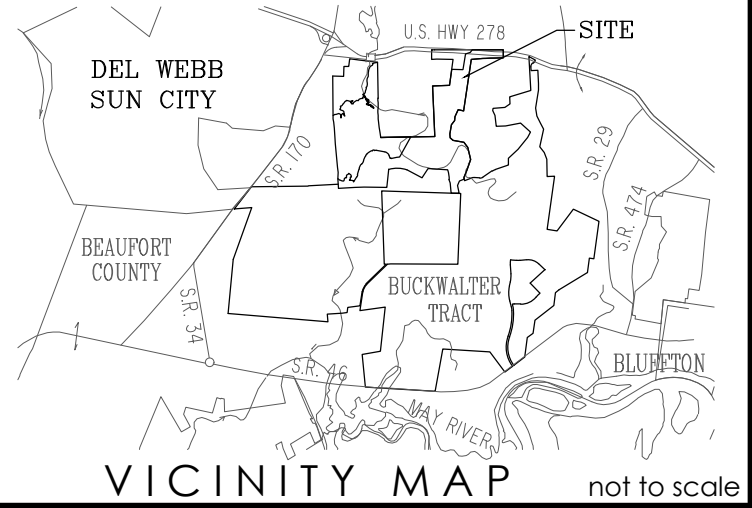 U.S. HWY 278
SITE
DEL WEBB
SUN CITY
S.R. 170
S.R. 29
S.R. 474
BEAUFORT
COUNTY
S.R. 34
BUCKWALTER
TRACT
S.R. 46
BLUFFTON
MAY RIVER
VICINITY MAP
not to scale